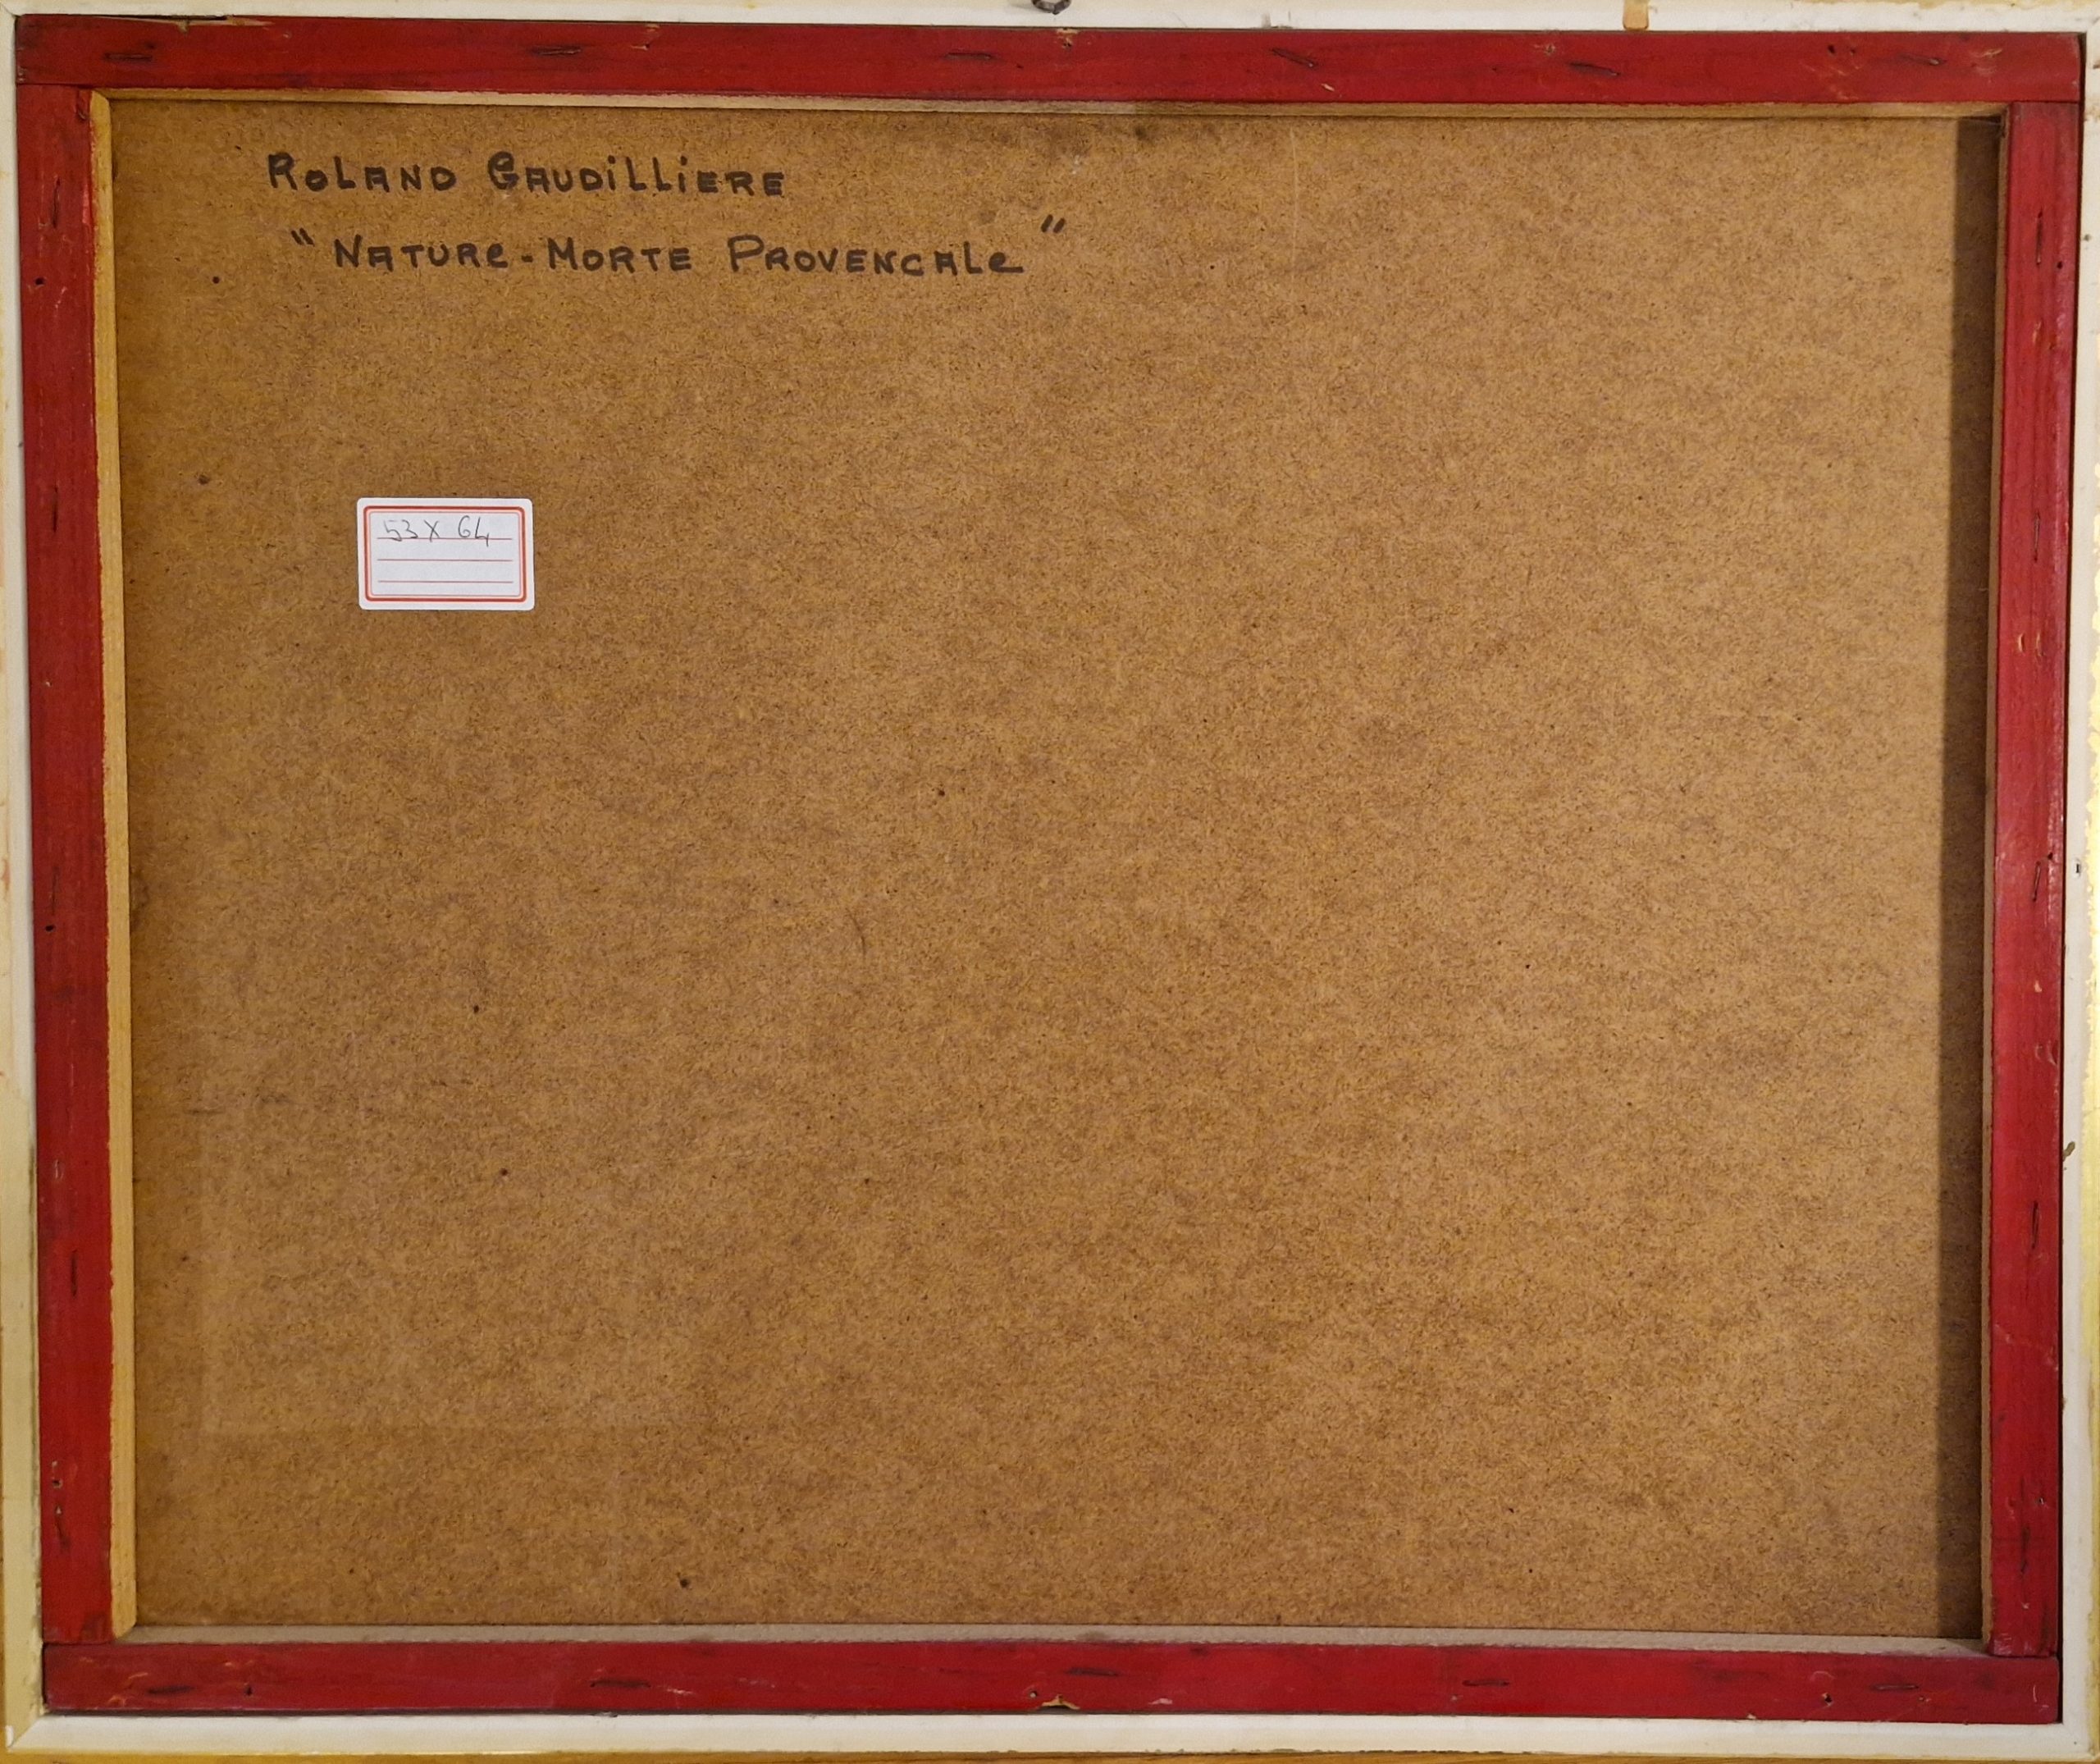 ROLAND GAUDILLIERE
" NATURE-MORTE PROVENCALE "
53 X 64